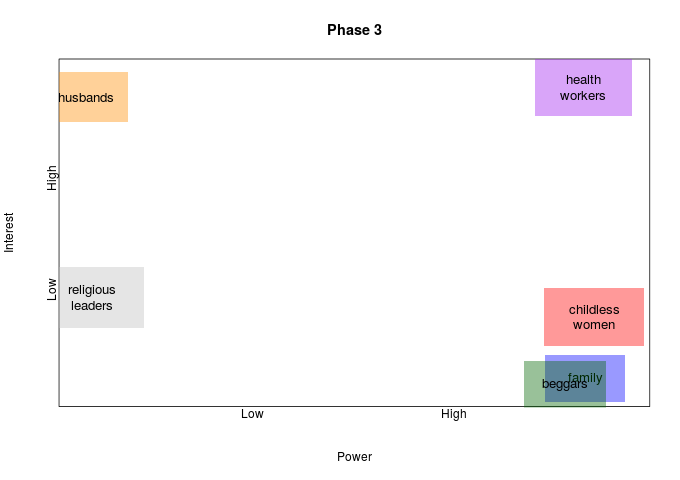 Phase 3
husbands
health
workers
High
Interest
Low
religious
leaders
childless
women
family
beggars
Low
High
Power